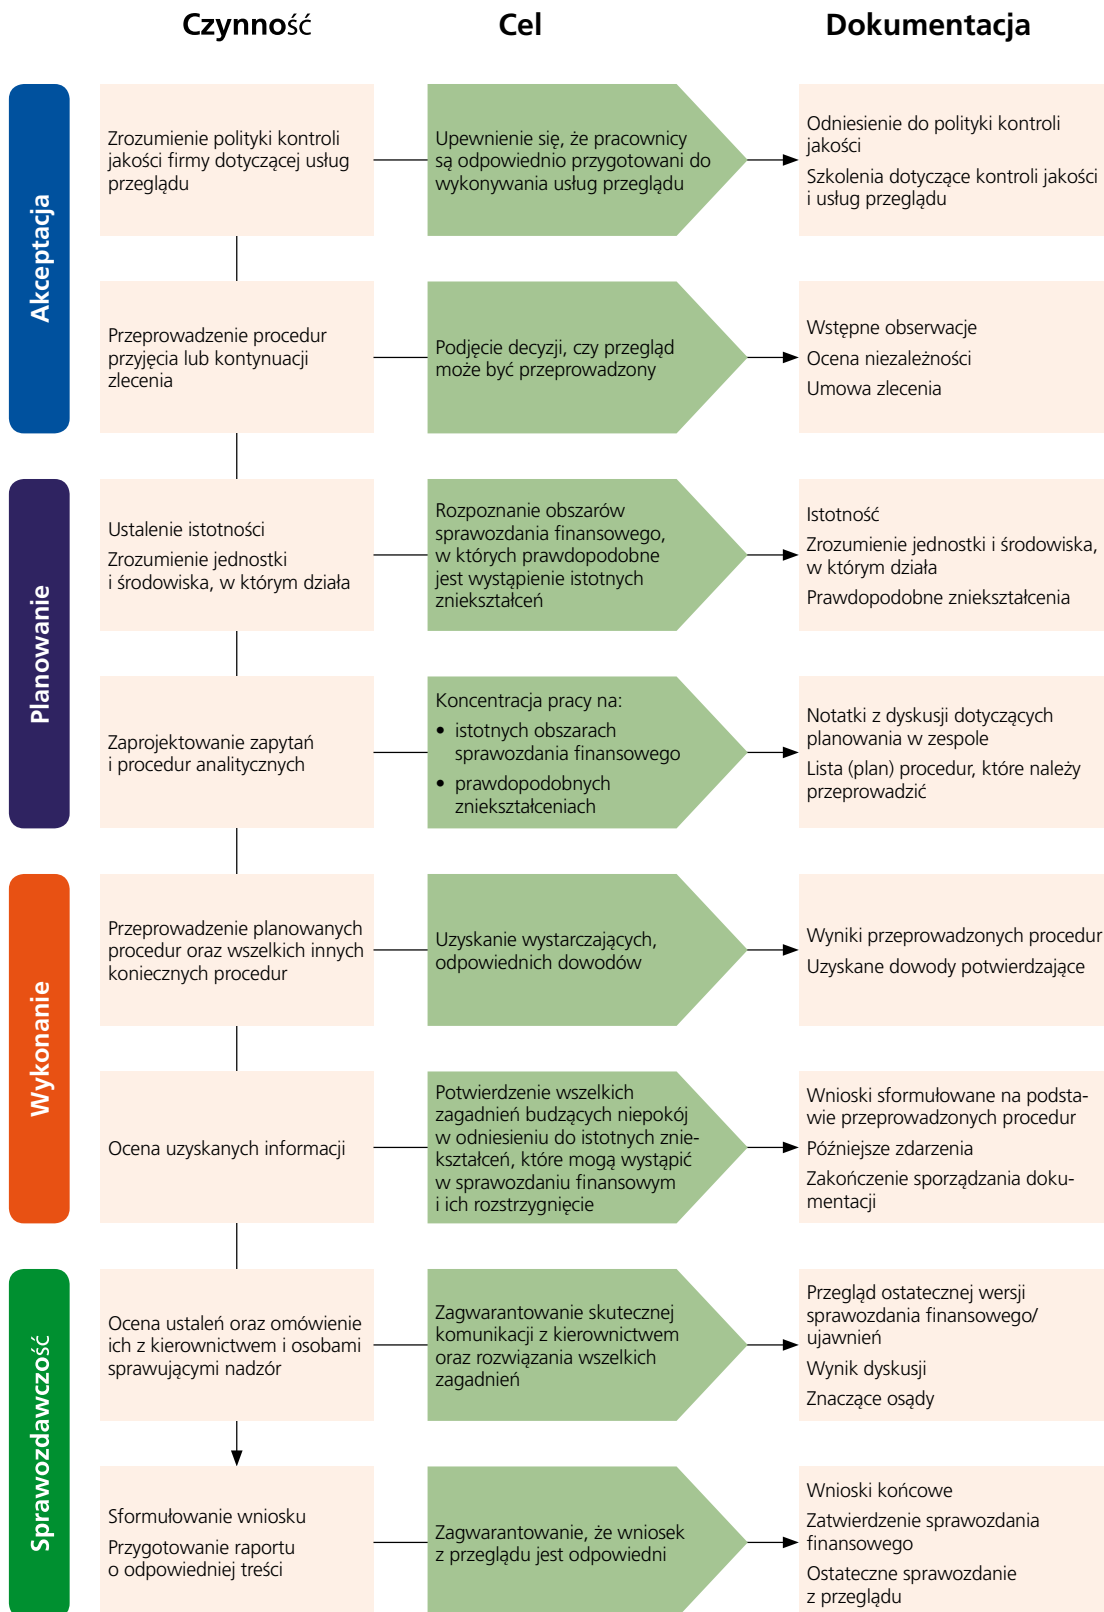 Czynność
Cel
Dokumentacja
Akceptacja
Zrozumienie polityki kontroli
jakości firmy dotyczącej usług
przeglądu
Upewnienie się, że pracownicy
są odpowiednio przygotowani do
wykonywania usług przeglądu
Odniesienie do polityki kontroli
jakości
Szkolenia dotyczące kontroli jakości
i usług przeglądu
Przeprowadzenie procedur
przyjęcia lub kontynuacji
zlecenia
Podjęcie decyzji, czy przegląd
może być przeprowadzony
Wstępne obserwacje
Ocena niezależności
Umowa zlecenia
Planowanie
Ustalenie istotności
Zrozumienie jednostki
i środowiska, w którym działa
Rozpoznanie obszarów
sprawozdania finansowego,
w których prawdopodobne
jest wystąpienie istotnych
zniekształceń
Istotność
Zrozumienie jednostki i środowiska,
w którym działa
Prawdopodobne zniekształcenia
Zaprojektowanie zapytań
i procedur analitycznych
Koncentracja pracy na:
• istotnych obszarach
sprawozdania finansowego
• prawdopodobnych
zniekształceniach
Notatki z dyskusji dotyczących
planowania w zespole
Lista (plan) procedur, które należy
przeprowadzić
Wykonanie
Przeprowadzenie planowanych
procedur oraz wszelkich innych
koniecznych procedur
Uzyskanie wystarczających,
odpowiednich dowodów
Wyniki przeprowadzonych procedur
Uzyskane dowody potwierdzające
Ocena uzyskanych informacji
Potwierdzenie wszelkich
zagadnień budzących niepokój
w odniesieniu do istotnych znie-
kształceń, które mogą wystąpić
w sprawozdaniu finansowym
i ich rozstrzygnięcie
Wnioski sformułowane na podsta-
wie przeprowadzonych procedur
Późniejsze zdarzenia
Zakończenie sporządzania doku-
mentacji
Sprawozdawczość
Ocena ustaleń oraz omówienie
ich z kierownictwem i osobami
sprawującymi nadzór
Zagwarantowanie skutecznej
komunikacji z kierownictwem
oraz rozwiązania wszelkich
zagadnień
Przegląd ostatecznej wersji
sprawozdania finansowego/
ujawnień
Wynik dyskusji
Znaczące osądy
Sformułowanie wniosku
Przygotowanie raportu
o odpowiedniej treści
Zagwarantowanie, że wniosek
z przeglądu jest odpowiedni
Wnioski końcowe
Zatwierdzenie sprawozdania
finansowego
Ostateczne sprawozdanie
z przeglądu